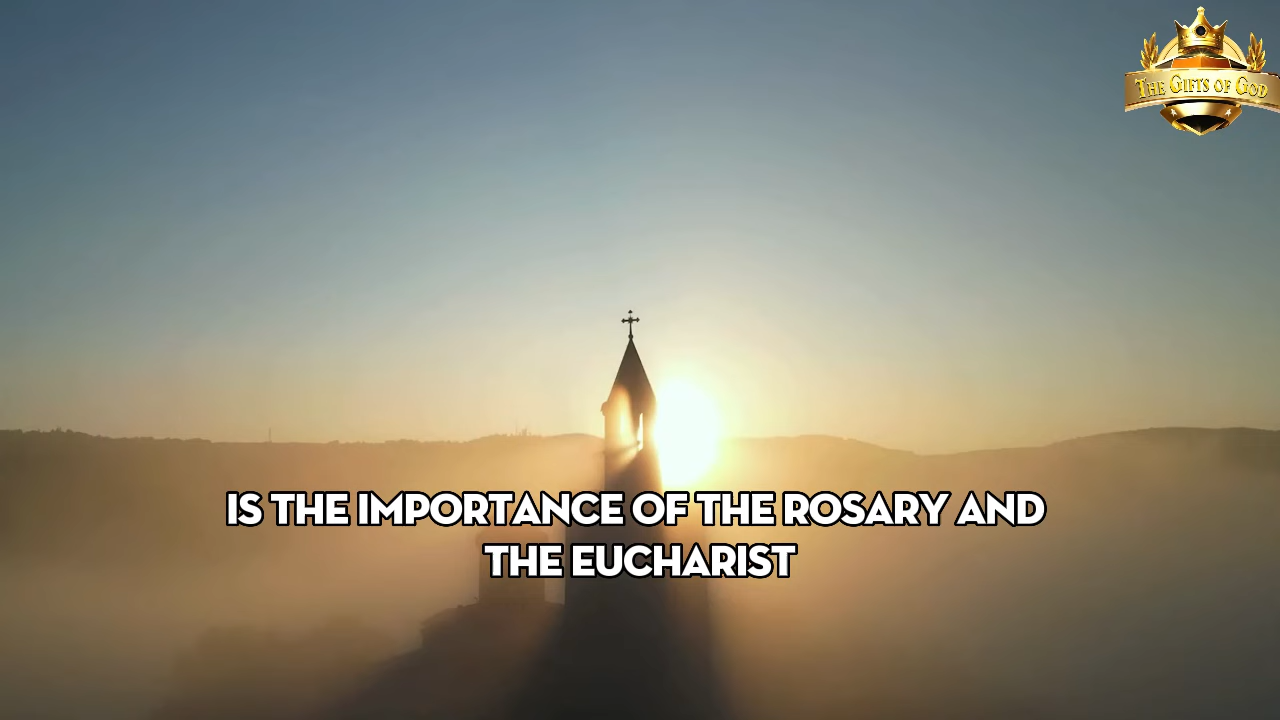 THE GIFTS OF GOD
IS THE IMPORTANCE OF THE ROSARY AND
THE EUCHARIST